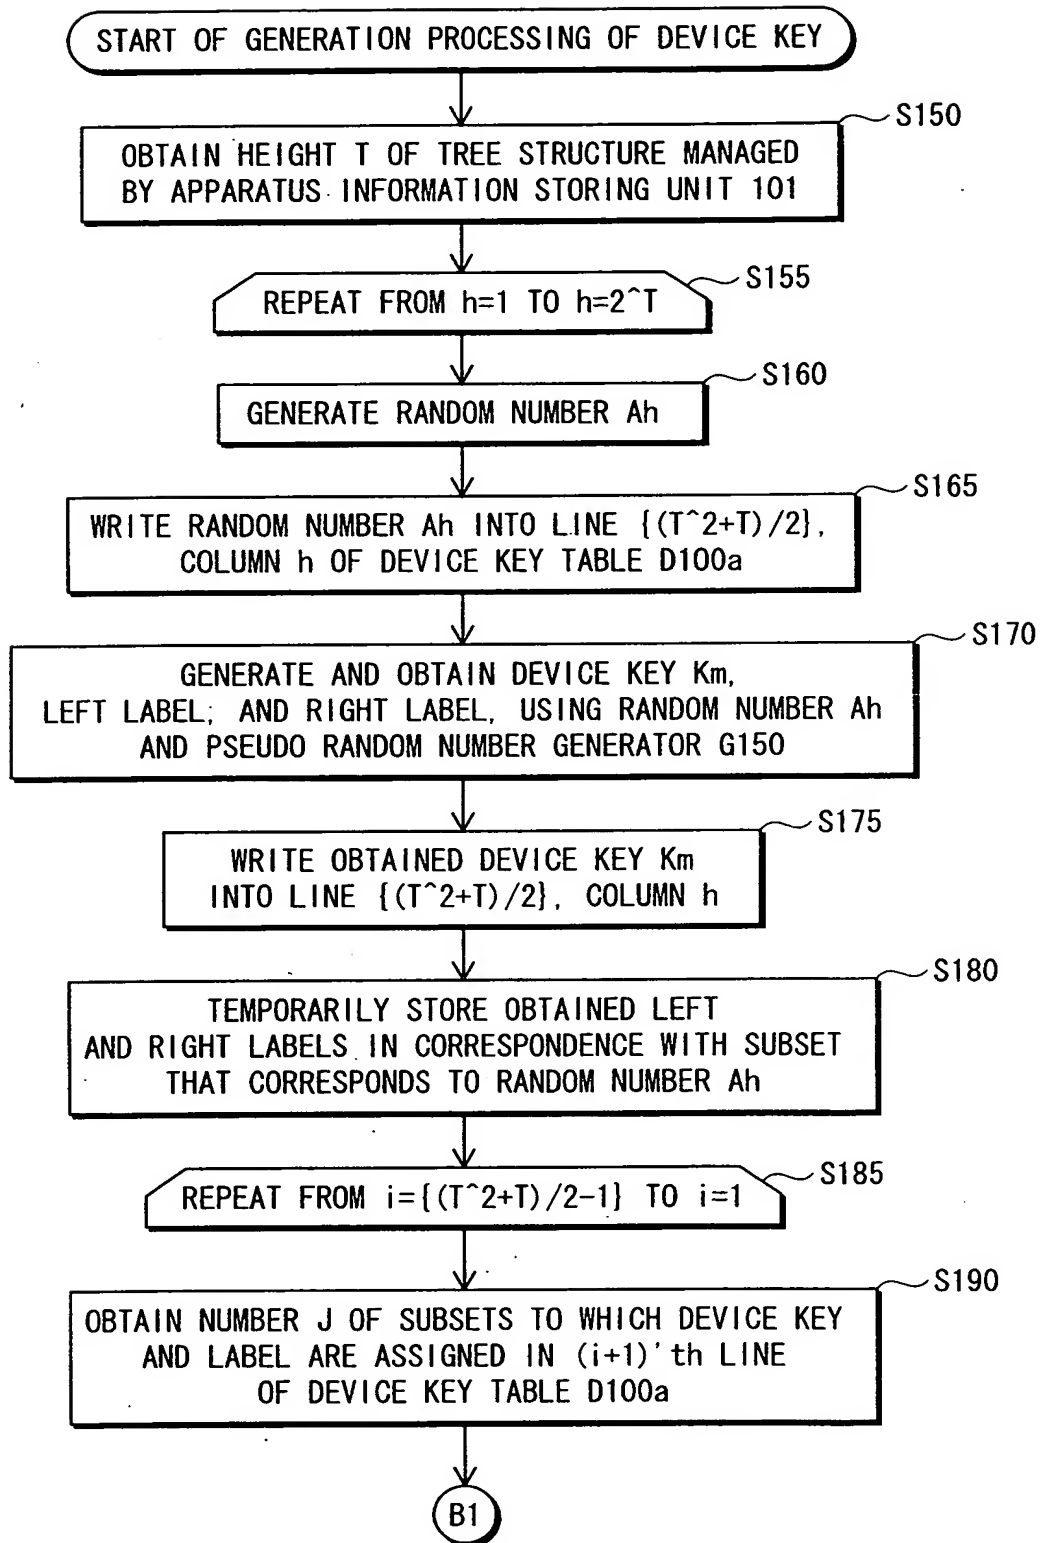 START OF GENERATION PROCESSING OF DEVICE KEY
S150
OBTAIN HEIGHT T OF TREE STRUCTURE MANAGED
BY APPARATUS INFORMATION STORING UNIT 101
S155
REPEAT FROM h=1 TO h=2^T
S160
GENERATE RANDOM NUMBER Ah
S165
WRITE RANDOM NUMBER Ah INTO LINE {(T^2+T)/2},
COLUMN h OF DEVICE KEY TABLE D100a
S170
GENERATE AND OBTAIN DEVICE KEY Km,
LEFT LABEL; AND RIGHT LABEL, USING RANDOM NUMBER Ah
AND PSEUDO RANDOM NUMBER GENERATOR G150
S175
WRITE OBTAINED DEVICE KEY Km
INTO LINE {(T^2+T)/2}, COLUMN h
S180
TEMPORARILY STORE OBTAINED LEFT
AND RIGHT LABELS IN CORRESPONDENCE WITH SUBSET
THAT CORRESPONDS TO RANDOM NUMBER Ah
S185
REPEAT FROM i={(T^2+T)/2-1} TO i=1
S190
OBTAIN NUMBER J OF SUBSETS TO WHICH DEVICE KEY
AND LABEL ARE ASSIGNED IN (i+1)'th LINE
OF DEVICE KEY TABLE D100a
B1